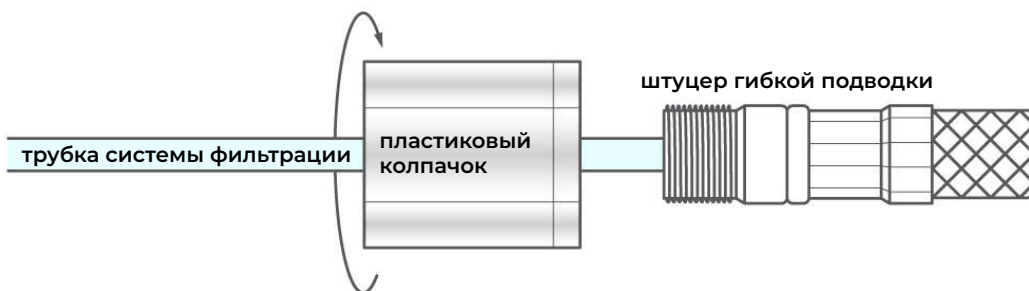 штуцер гибкой подводки
трубка системы фильтрации
пластиковый
колпачок